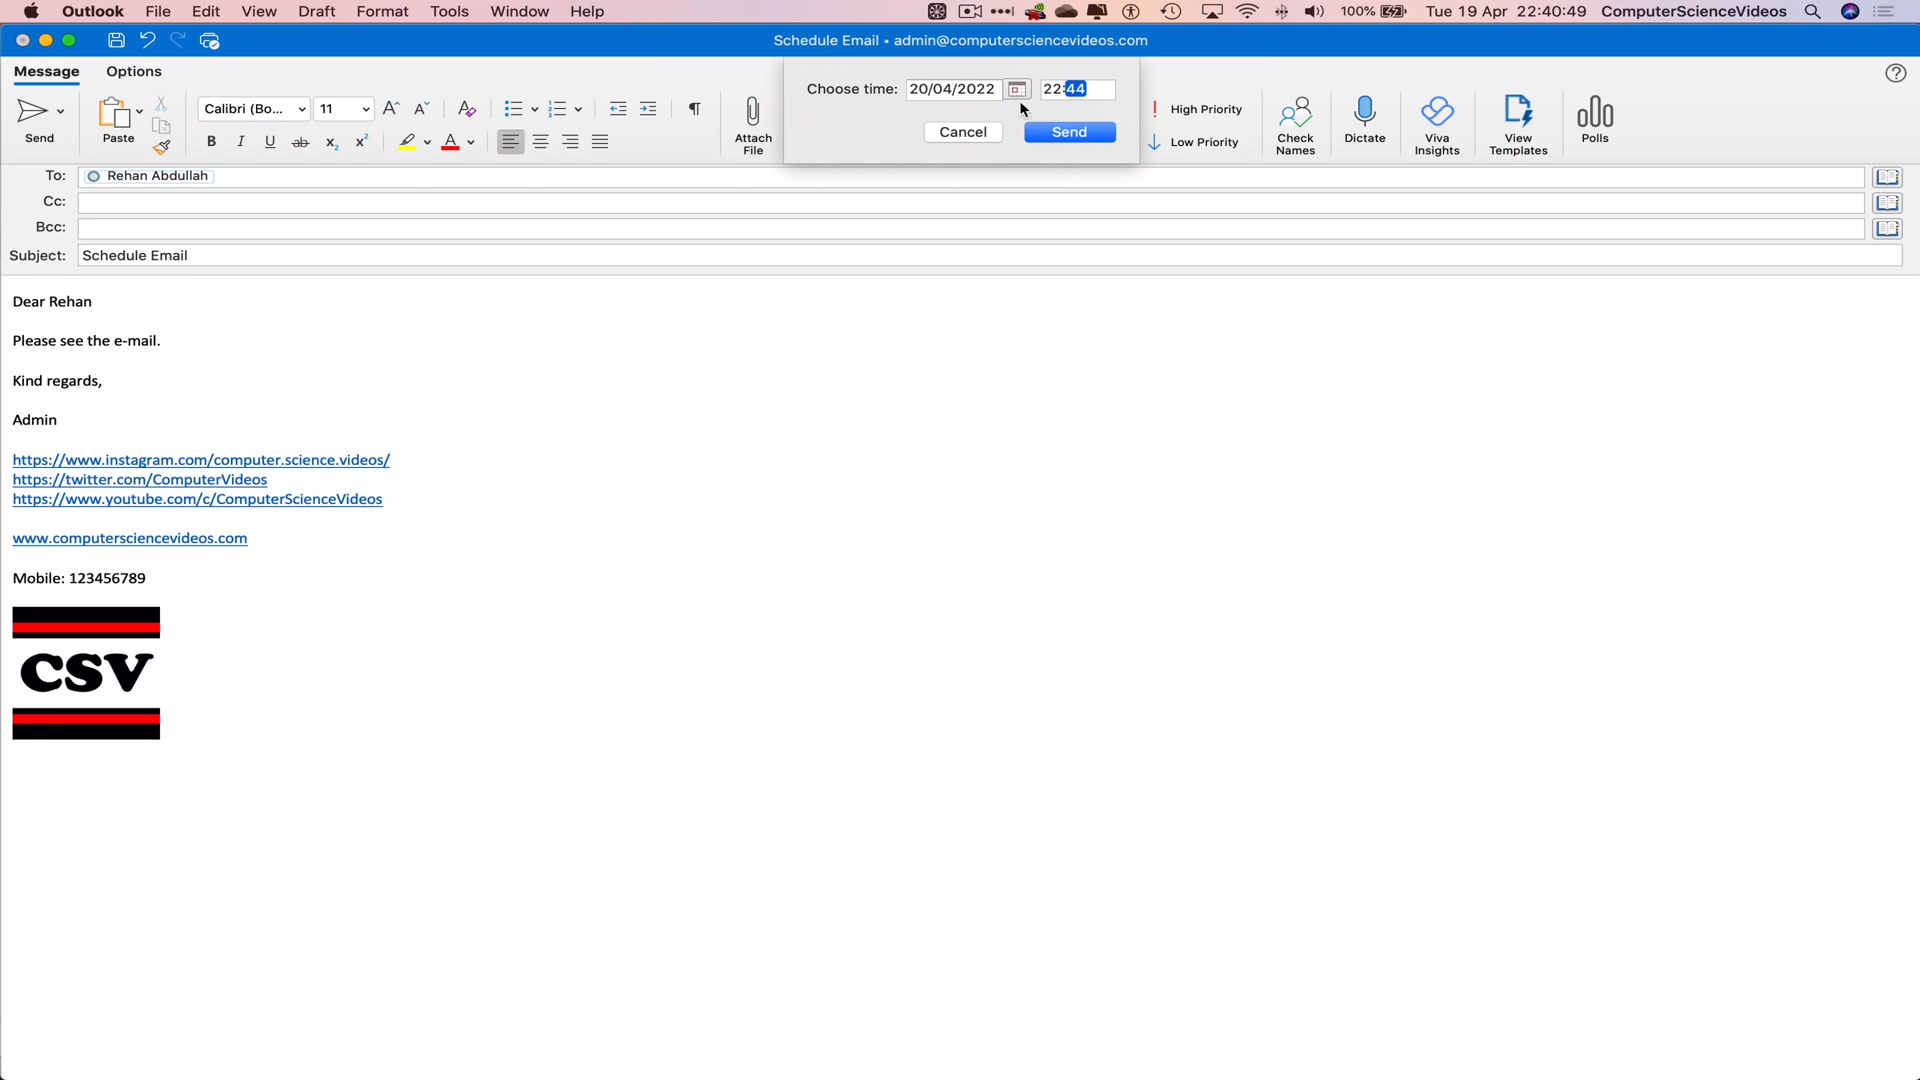 Outlook File Edit View Draft Format Tools Window Help 100% Tue 19 Apr 22:40:49 ComputerScienceVideos
Schedule Email • admin@computersciencevideos.com
Message Options
Choose time: 20/04/2022 22:44
Cancel Send
Send
Paste
Calibri (Bo... 11
B I U ab x₂ x²
A A
Attach File
High Priority
Low Priority
Check Names
Dictate
Viva Insights
View Templates
Polls
To: Rehan Abdullah
Cc:
Bcc:
Subject: Schedule Email
Dear Rehan
Please see the e-mail.
Kind regards,
Admin
https://www.instagram.com/computer.science.videos/
https://twitter.com/ComputerVideos
https://www.youtube.com/c/ComputerScienceVideos
www.computersciencevideos.com
Mobile: 123456789
CSV